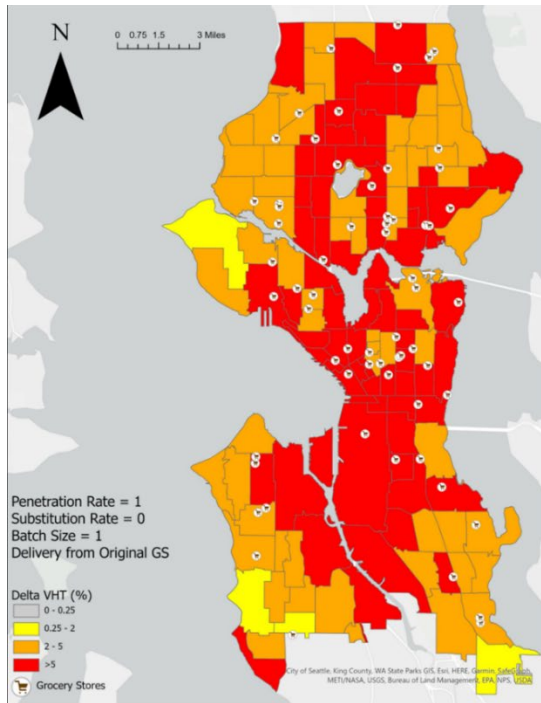 N
0 0.75 1.5 3 Miles
Penetration Rate = 1
Substitution Rate = 0
Batch Size = 1
Delivery from Original GS
Delta VHT (%)
0 - 0.25
0.25 - 2
2 - 5
>5
Grocery Stores
City of Seattle, King County, WA State Parks GIS, Esri, HERE, Garmin, SafeGraph,
METI/NASA, USGS, Bureau of Land Management, EPA, NPS, USDA